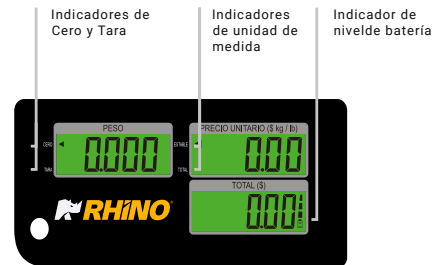 Indicadores de
Cero y Tara
Indicadores
de unidad de
medida
Indicador de
nivelde batería
PESO
PRECIO UNITARIO ($ kg / lb)
CERO
0.000
ESTABLE
0.00
TARA
TOTAL
TOTAL ($)
0.00
RHINO